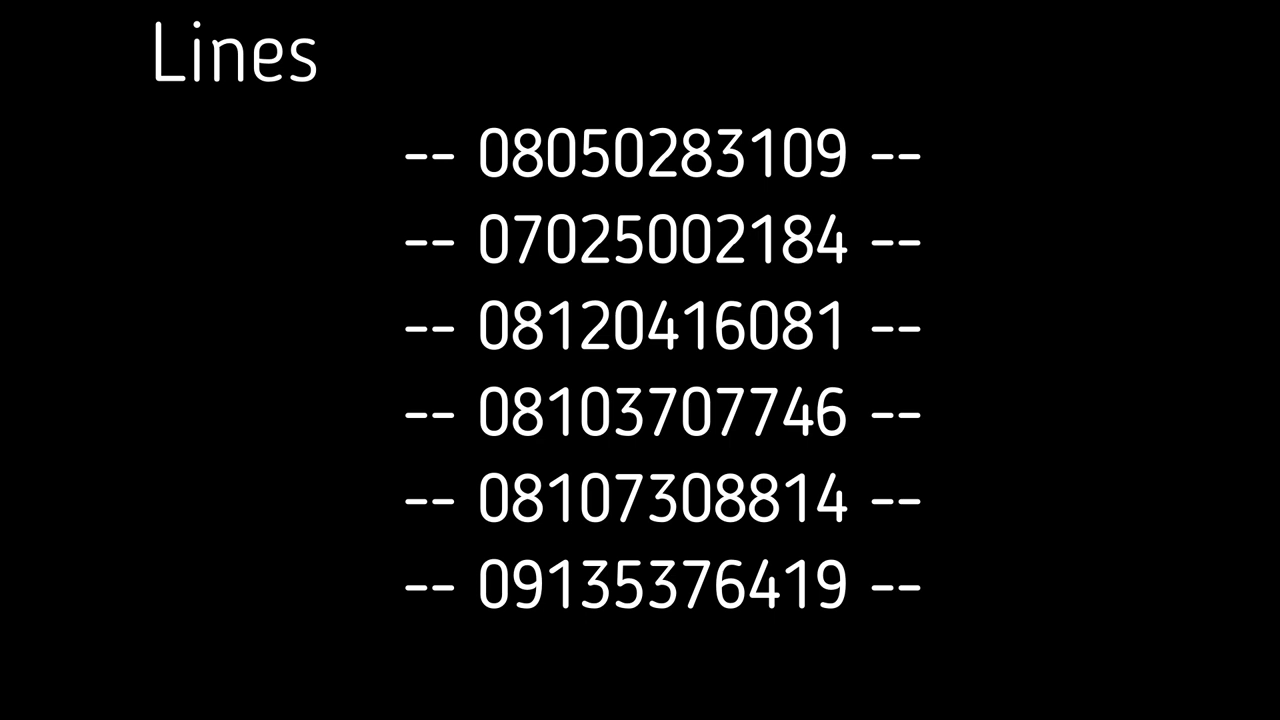 Lines
-- 08050283109 --
-- 07025002184 --
-- 08120416081 --
-- 08103707746 --
-- 08107308814 --
-- 09135376419 --